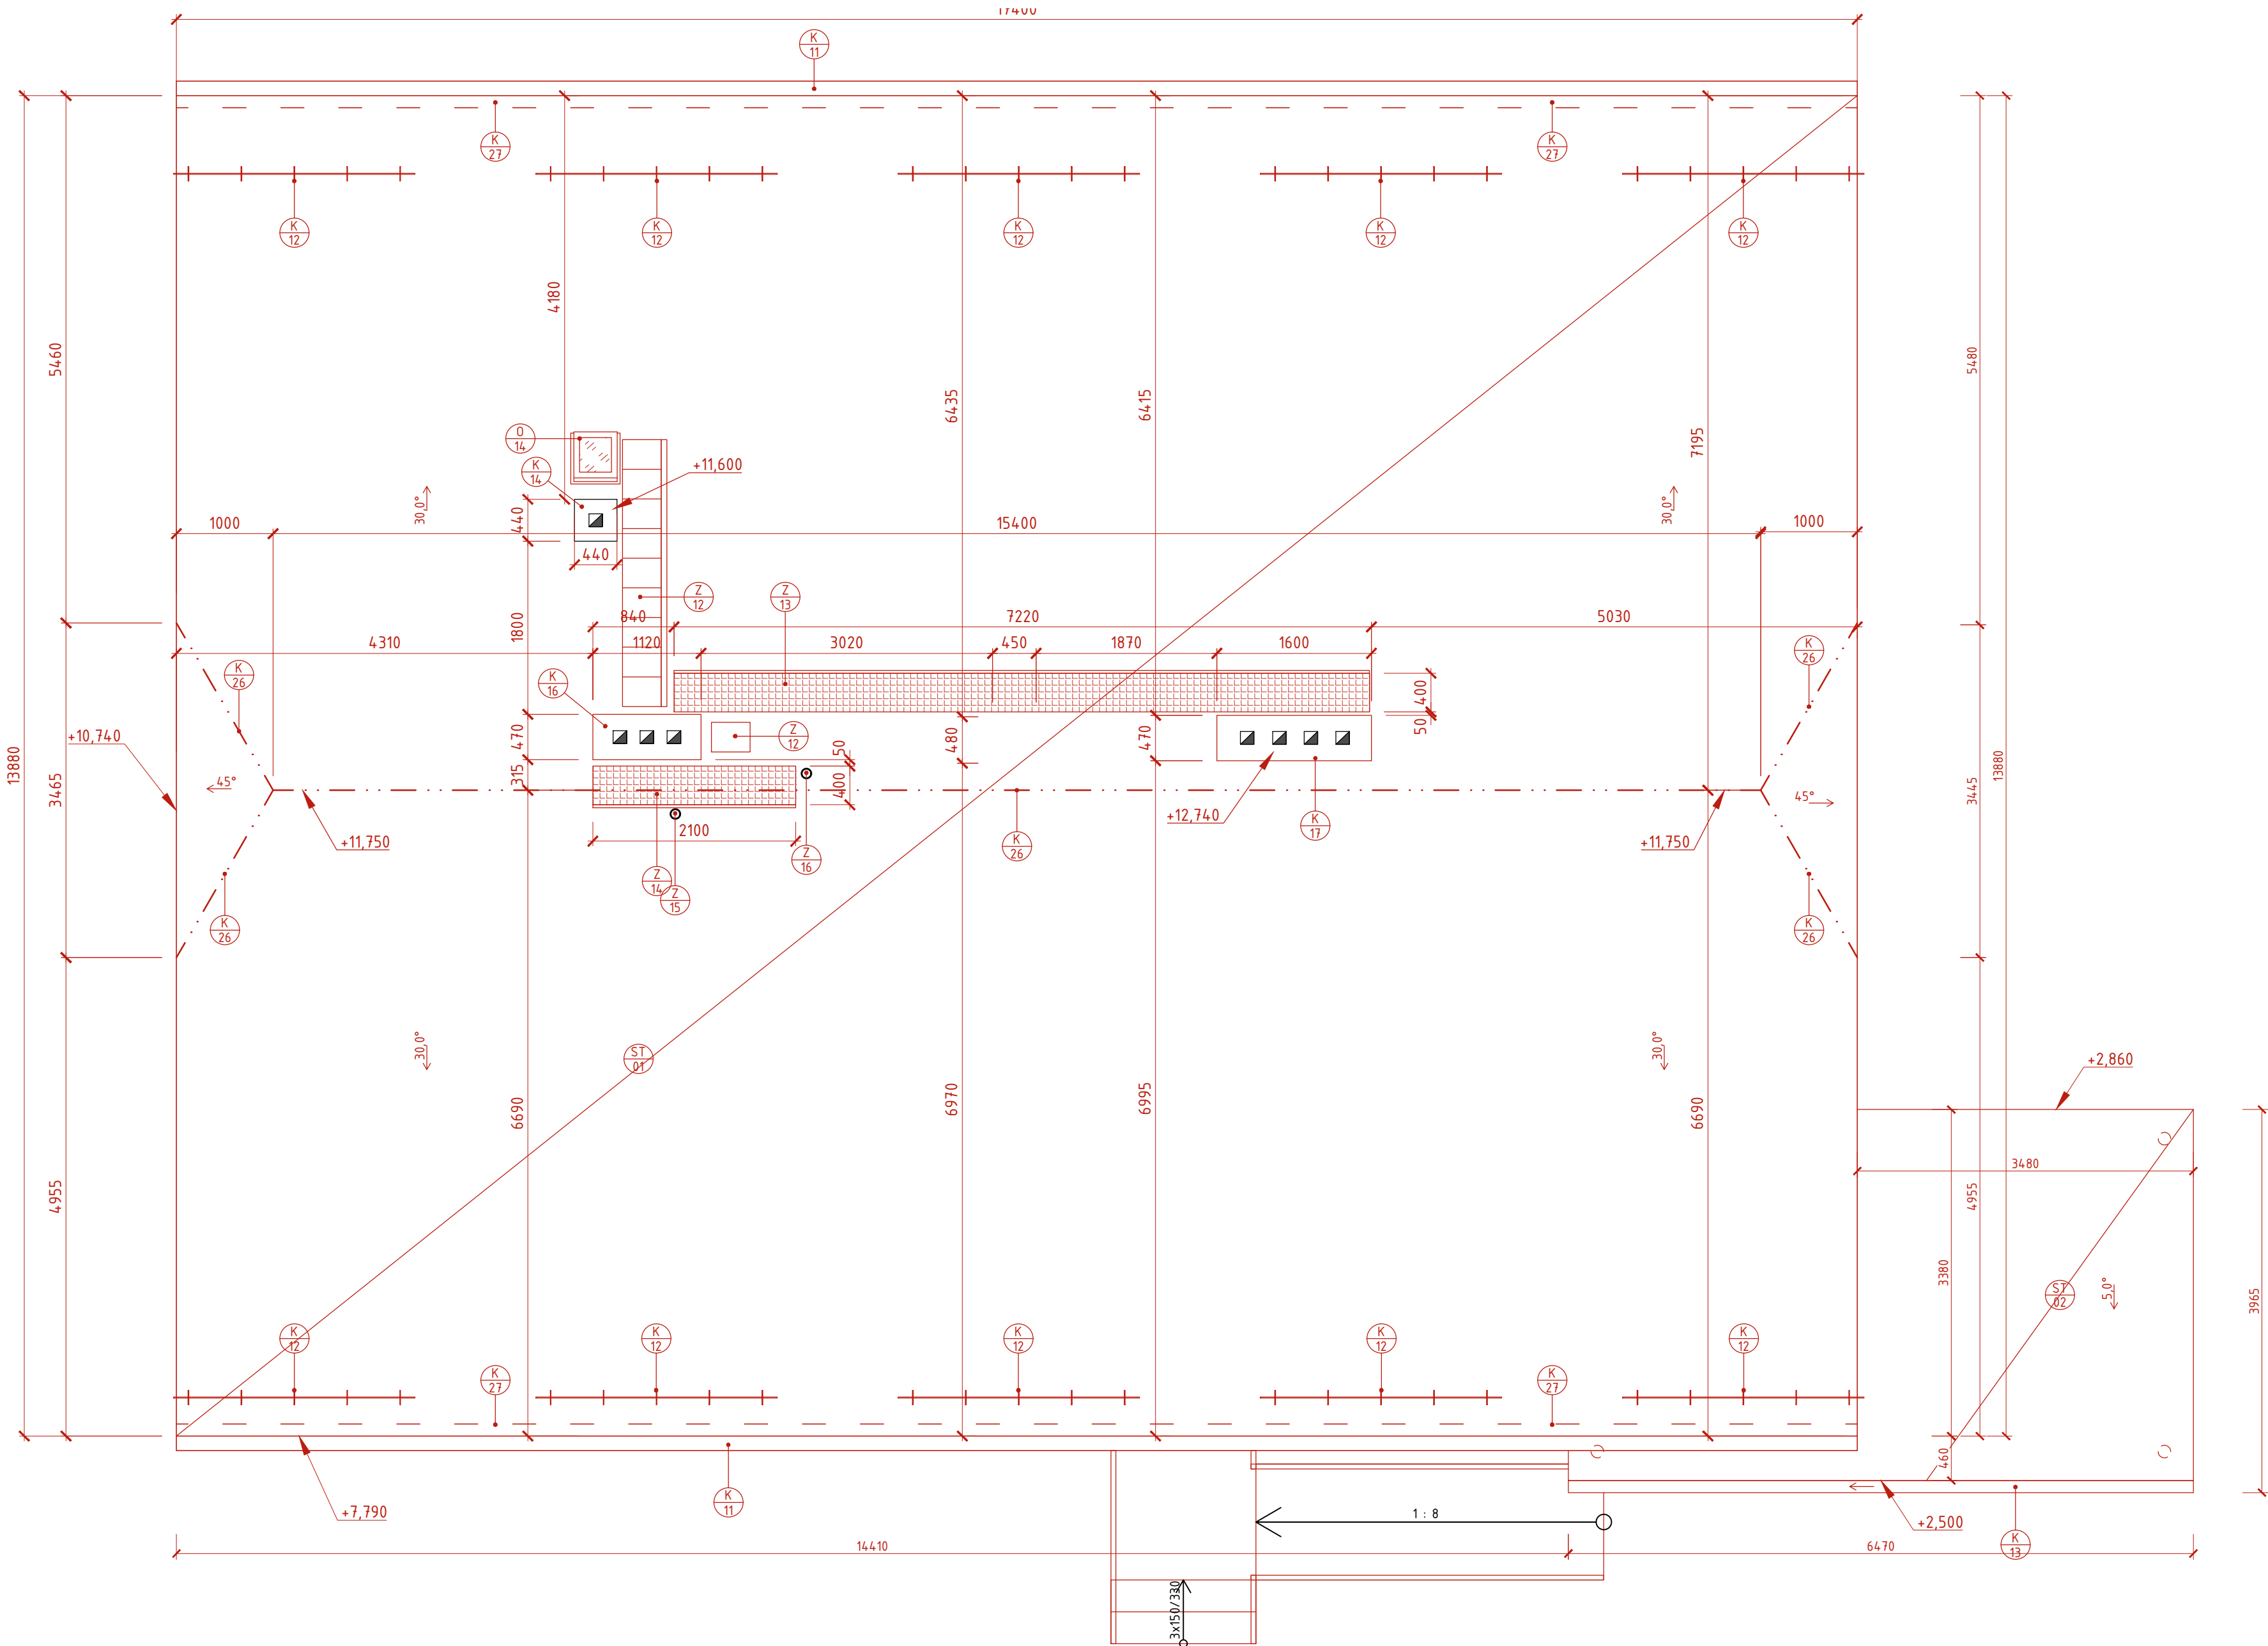 17400
K
11
K
27
K
27
K
12
K
12
K
12
K
12
K
12
4180
5460
5480
6435
6415
7195
O
14
K
14
+11,600
30,0°
30,0°
440
1000
15400
1000
440
Z
12
Z
13
840
7220
5030
1800
4310
1120
3020
450
1870
1600
K
26
K
26
K
16
400
50
+10,740
470
Z
12
480
470
50
13880
3465
315
400
45°
45°
3445
13880
2100
+12,740
K
17
+11,750
K
26
+11,750
Z
16
Z
14
Z
15
K
26
K
26
30,0°
30,0°
ST
01
+2,860
6690
6970
6995
6690
3480
4955
4955
3380
ST
02
5,0°
3965
K
12
K
12
K
12
K
12
K
12
K
27
K
27
460
K
11
+7,790
1 : 8
+2,500
K
13
14410
6470
3x150/330